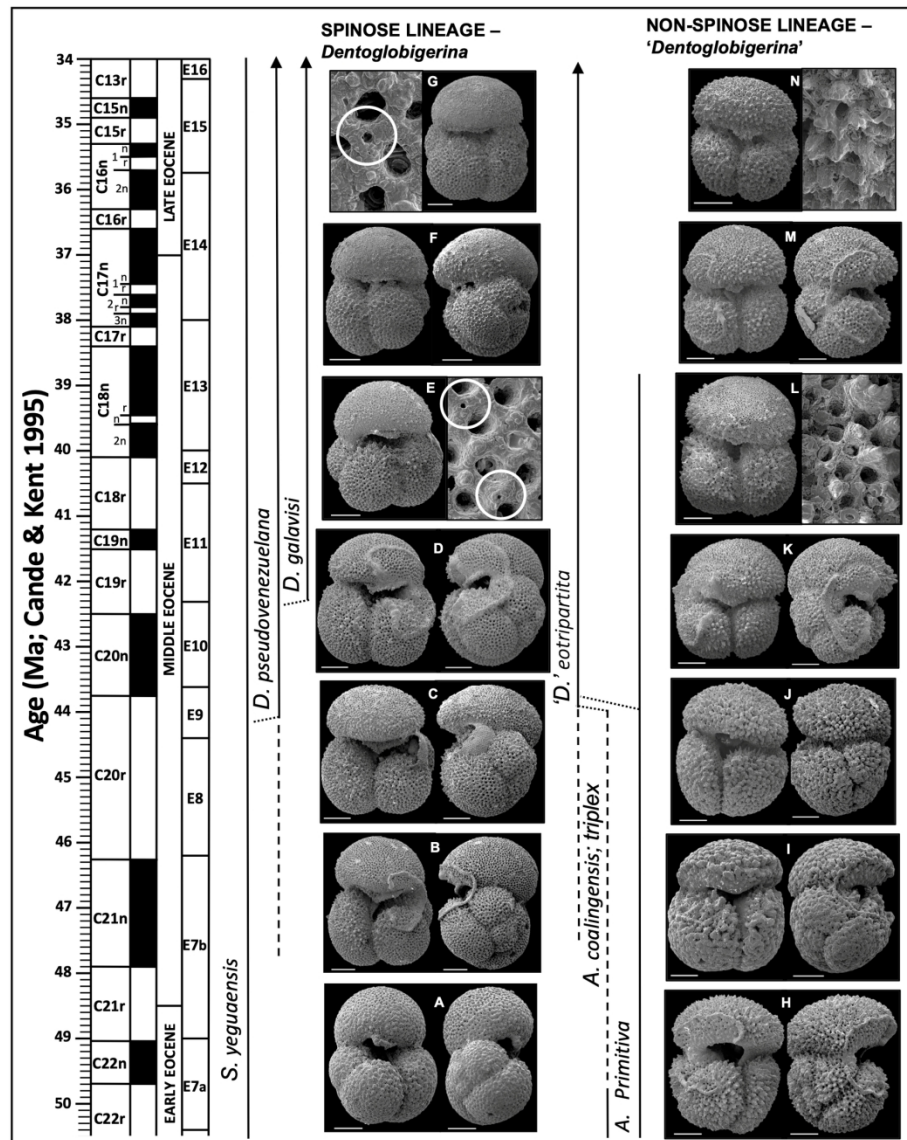 SPINOSE LINEAGE –
Dentoglobigerina
NON-SPINOSE LINEAGE –
‘Dentoglobigerina’
Age (Ma; Cande & Kent 1995)
34
35
36
37
38
39
40
41
42
43
44
45
46
47
48
49
50
C13r
C15n
C15r
C16n
1
n
r
2n
C16r
C17n
n
1
r
n
2
r
3n
C17r
C18n
r
n
2n
C18r
C19n
C19r
C20n
C20r
C21n
C21r
C22n
C22r
LATE EOCENE
MIDDLE EOCENE
EARLY EOCENE
E16
E15
E14
E13
E12
E11
E10
E9
E8
E7b
E7a
S. yeguaensis
D. pseudovenezuelana
D. galavisi
G
F
E
D
C
B
A
‘D.’ eotripartita
A. coalingensis; triplex
A. Primitiva
N
M
L
K
J
I
H